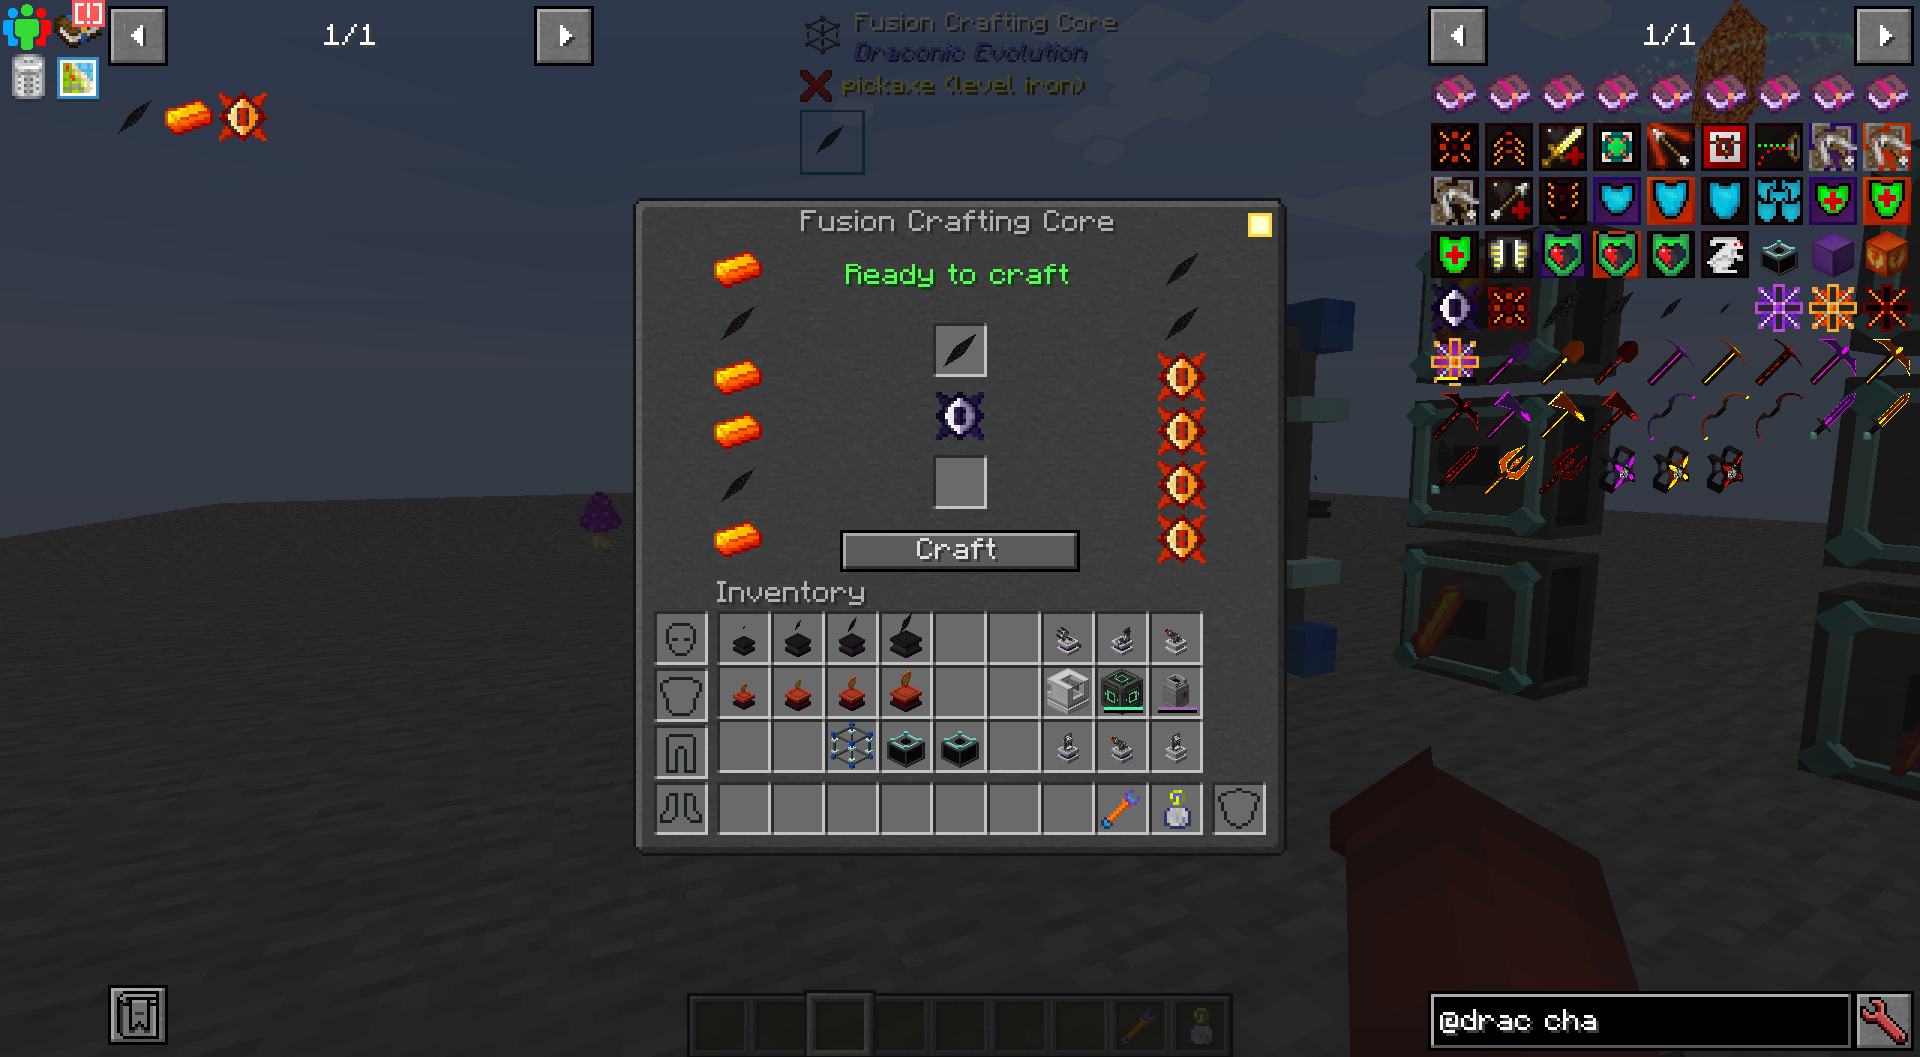 [!]
1/1
Fusion Crafting Core
Draconic Evolution
pickaxe (level iron)
1/1
Fusion Crafting Core
Ready to craft
Craft
Inventory
@drac cha